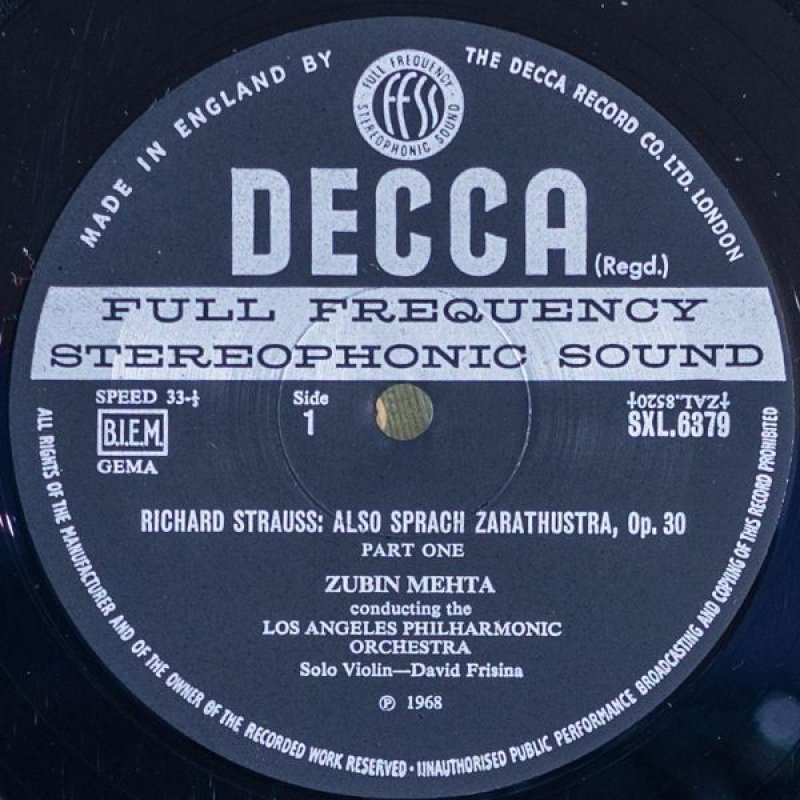 MADE IN ENGLAND BY
THE DECCA RECORD CO. LTD. LONDON
FULL FREQUENCY
FFSS
STEREOPHONIC SOUND
DECCA
(Regd.)
FULL FREQUENCY
STEREOPHONIC SOUND
SPEED 33-⅓
Side
1
‡ZAL.8520‡
SXL.6379
B.I.E.M.
GEMA
RICHARD STRAUSS: ALSO SPRACH ZARATHUSTRA, Op. 30
PART ONE
ZUBIN MEHTA
conducting the
LOS ANGELES PHILHARMONIC
ORCHESTRA
Solo Violin—David Frisina
℗ 1968
ALL RIGHTS OF THE MANUFACTURER AND OF THE OWNER OF THE RECORDED WORK RESERVED · UNAUTHORISED PUBLIC PERFORMANCE BROADCASTING AND COPYING OF THIS RECORD PROHIBITED